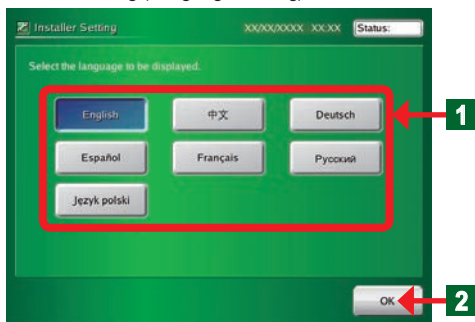 Installer Setting XX/XX/XXXX XX:XX Status:
Select the language to be displayed.
English 中文 Deutsch
1
Español Français Русский
Język polski
OK
2